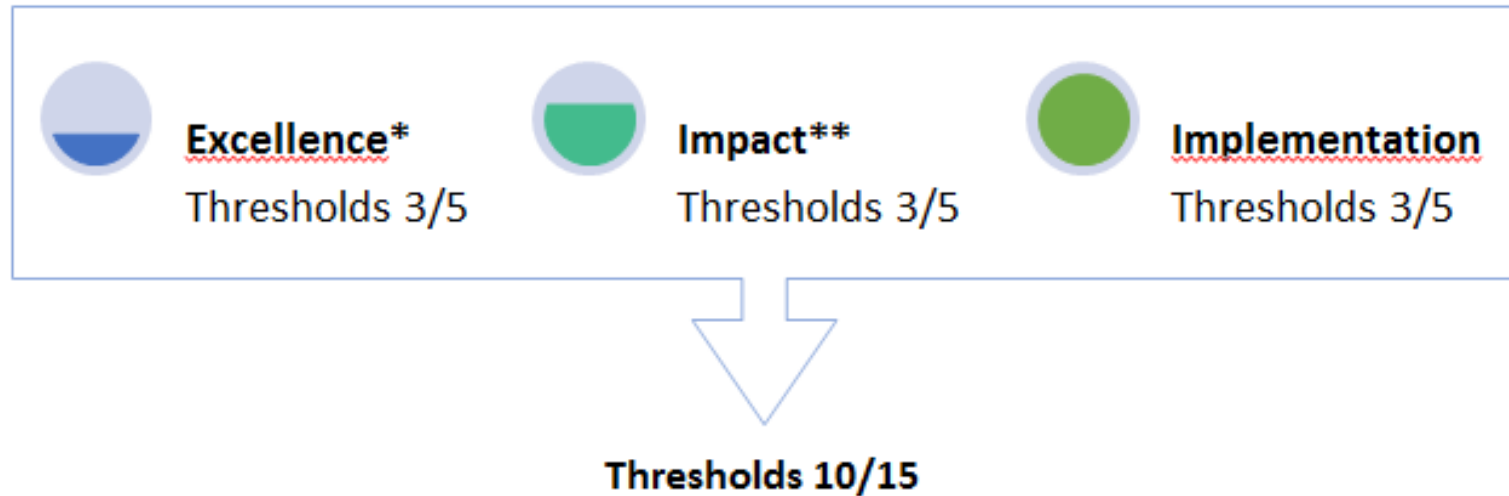 Excellence*
Thresholds 3/5
Impact**
Thresholds 3/5
Implementation
Thresholds 3/5
Thresholds 10/15